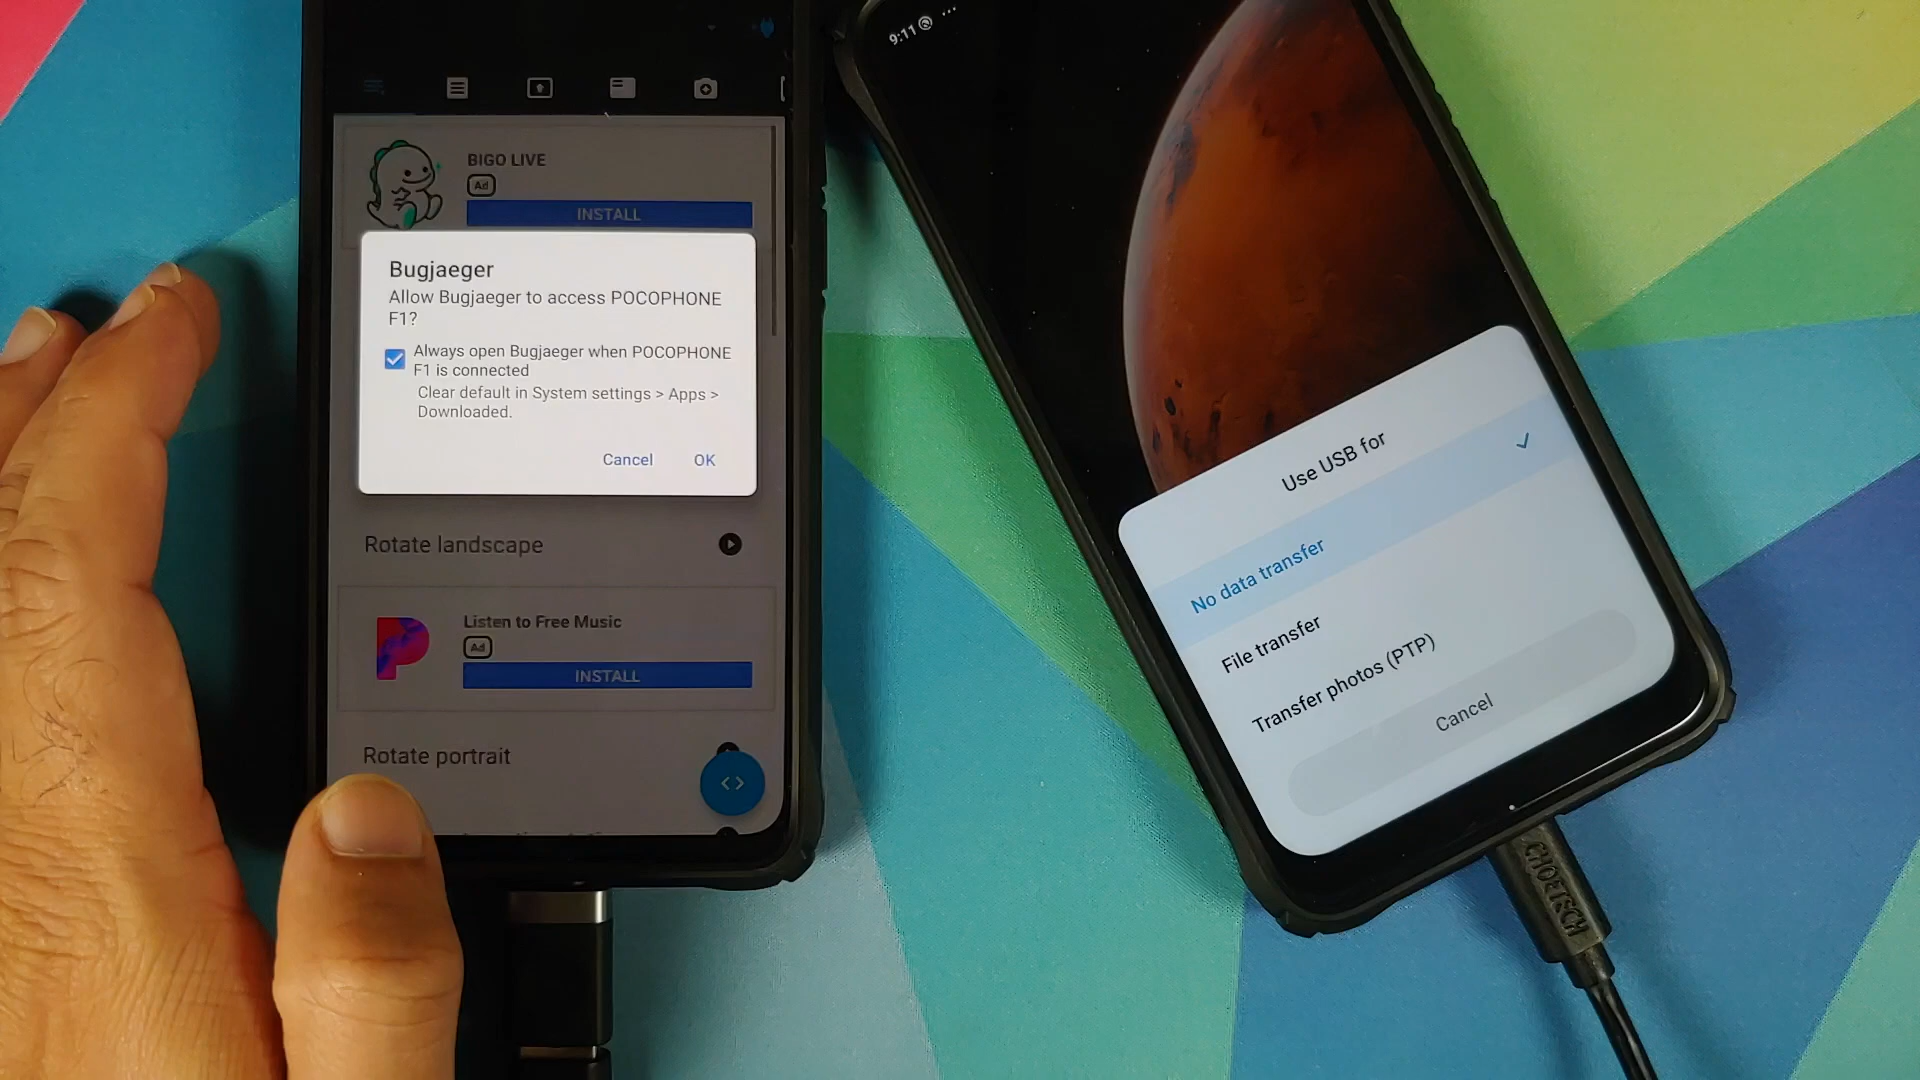 BIGO LIVE
Ad
INSTALL
Bugjaeger
Allow Bugjaeger to access POCOPHONE
F1?
Always open Bugjaeger when POCOPHONE
F1 is connected
Clear default in System settings > Apps >
Downloaded.
Cancel
OK
Rotate landscape
Listen to Free Music
Ad
INSTALL
Rotate portrait
9:11
Use USB for
No data transfer
File transfer
Transfer photos (PTP)
Cancel
CHOETECH